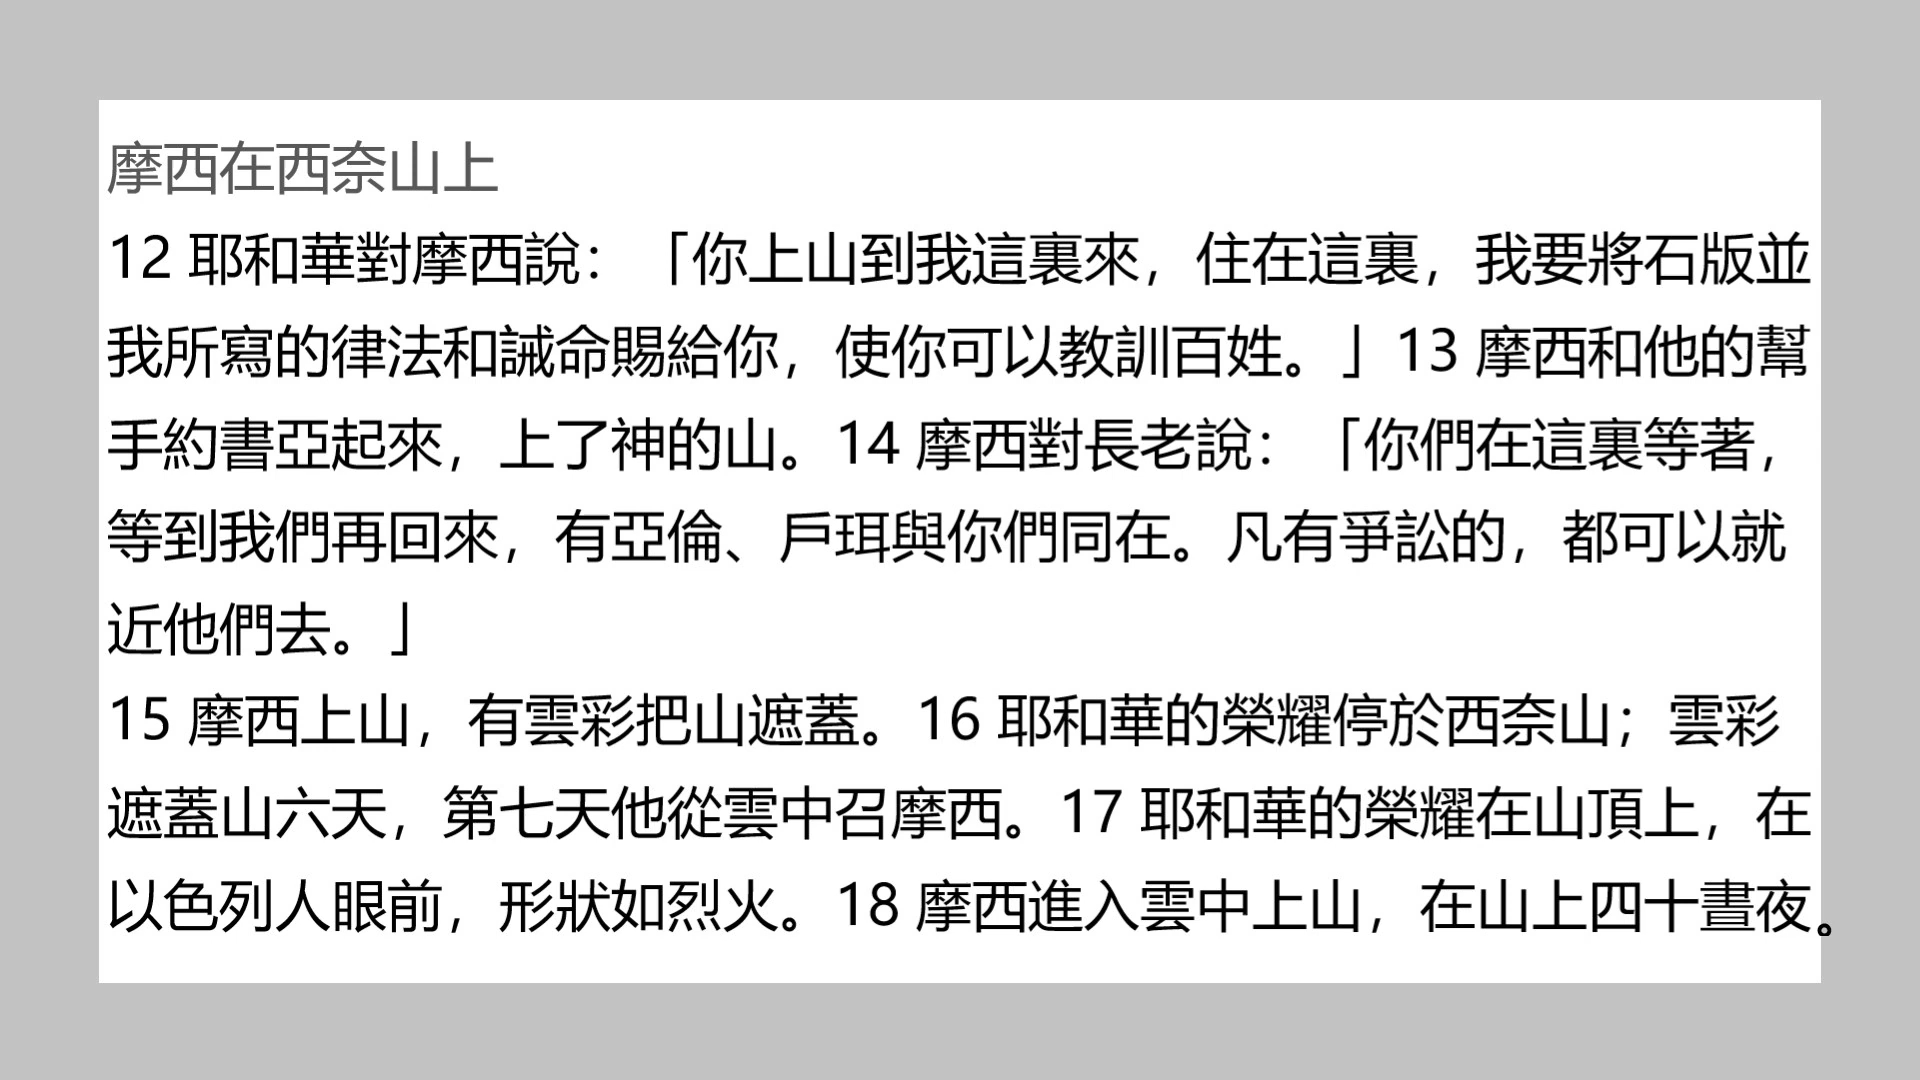 摩西在西奈山上
12 耶和華對摩西說：「你上山到我這裏來，住在這裏，我要將石版並
我所寫的律法和誡命賜給你，使你可以教訓百姓。」13 摩西和他的幫
手約書亞起來，上了神的山。14 摩西對長老說：「你們在這裏等著，
等到我們再回來，有亞倫、戶珥與你們同在。凡有爭訟的，都可以就
近他們去。」
15 摩西上山，有雲彩把山遮蓋。16 耶和華的榮耀停於西奈山；雲彩
遮蓋山六天，第七天他從雲中召摩西。17 耶和華的榮耀在山頂上，在
以色列人眼前，形狀如烈火。18 摩西進入雲中上山，在山上四十晝夜。